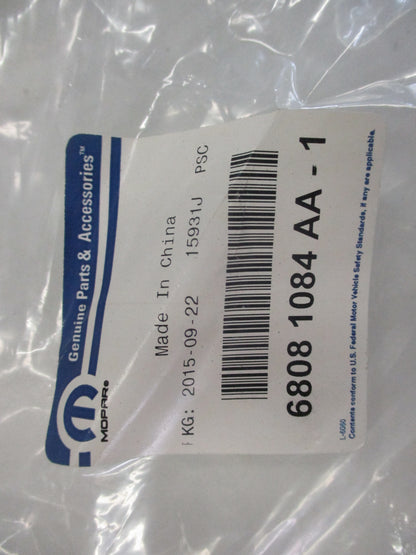 Genuine Parts & Accessories™
MOPAR®
Made In China
KG: 2015-09-22 15931J PSC
6808 1084 AA - 1
L-6060
Contents conform to U.S. Federal Motor Vehicle Safety Standards, if any are applicable.